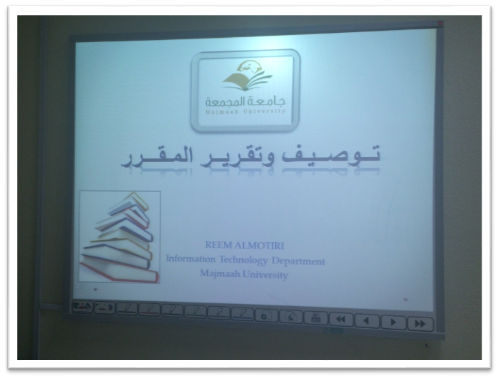 جامعة المجمعة
Majmaah University
توصيف وتقرير المقرر
REEM ALMOTIRI
Information Technology Department
Majmaah University